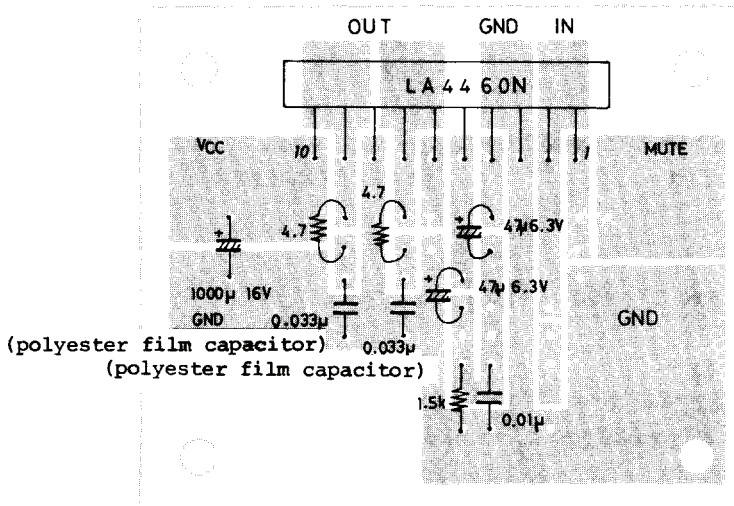 OUT GND IN
LA4460N
VCC 10 1 MUTE
4.7
4.7 47µ6.3V
1000µ 16V 47µ 6.3V
GND 0.033µ GND
(polyester film capacitor) 0.033µ
(polyester film capacitor)
1.5k 0.01µ